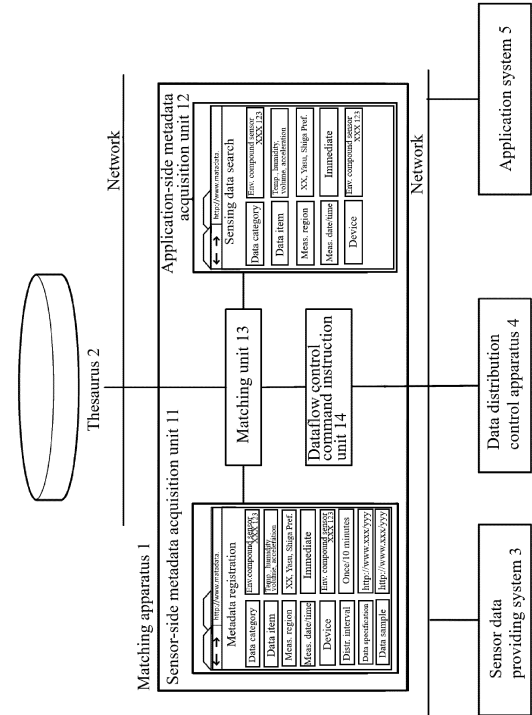 Thesaurus 2
Network
Matching apparatus 1
Sensor-side metadata acquisition unit 11
http://www.matadata.
Metadata registration
Data category
Env.compound sensor
XXX 123
Data item
Temp., humidity,
volume, acceleration
Meas. region
XX, Yasu, Shiga Pref.
Meas. date/time
Immediate
Device
Env. compound sensor
XXX 123
Distr. interval
Once/10 minutes
Data specification
http://www.xxx/yyy
Data sample
http://www.xxx/yyy
Matching unit 13
Dataflow control
command instruction
unit 14
Application-side metadata
acquisition unit 12
http://www.matadata.
Sensing data search
Data category
Env. compound sensor
XXX 123
Data item
Temp., humidity,
volume, acceleration
Meas. region
XX, Yasu, Shiga Pref.
Meas. date/time
Immediate
Device
Env. compound sensor
XXX 123
Network
Sensor data
providing system 3
Data distribution
control apparatus 4
Application system 5